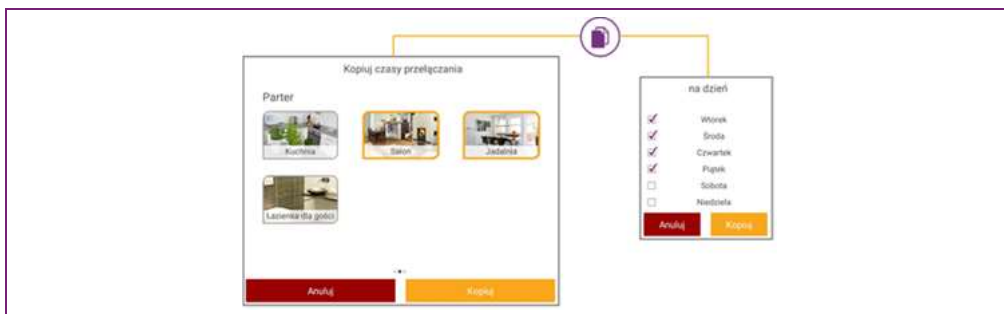 Kopiuj czasy przełączania
Parter
Kuchnia
Salon
Jadalnia
Łazienka dla gości
Anuluj
Kopiuj
na dzień
Wtorek
Środa
Czwartek
Piątek
Sobota
Niedziela
Anuluj
Kopiuj